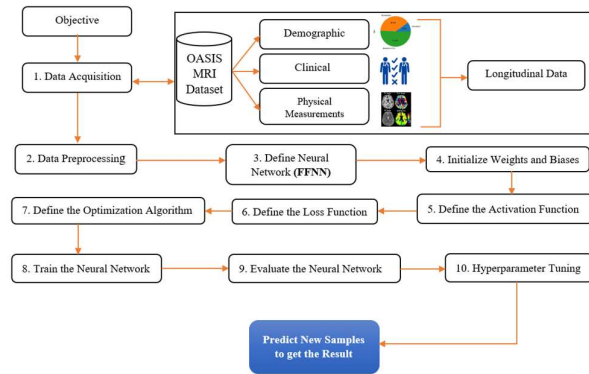 Objective
1. Data Acquisition
OASIS
MRI
Dataset
Demographic
Clinical
Physical
Measurements
Longitudinal Data
2. Data Preprocessing
3. Define Neural
Network (FFNN)
4. Initialize Weights and Biases
7. Define the Optimization Algorithm
6. Define the Loss Function
5. Define the Activation Function
8. Train the Neural Network
9. Evaluate the Neural Network
10. Hyperparameter Tuning
Predict New Samples
to get the Result